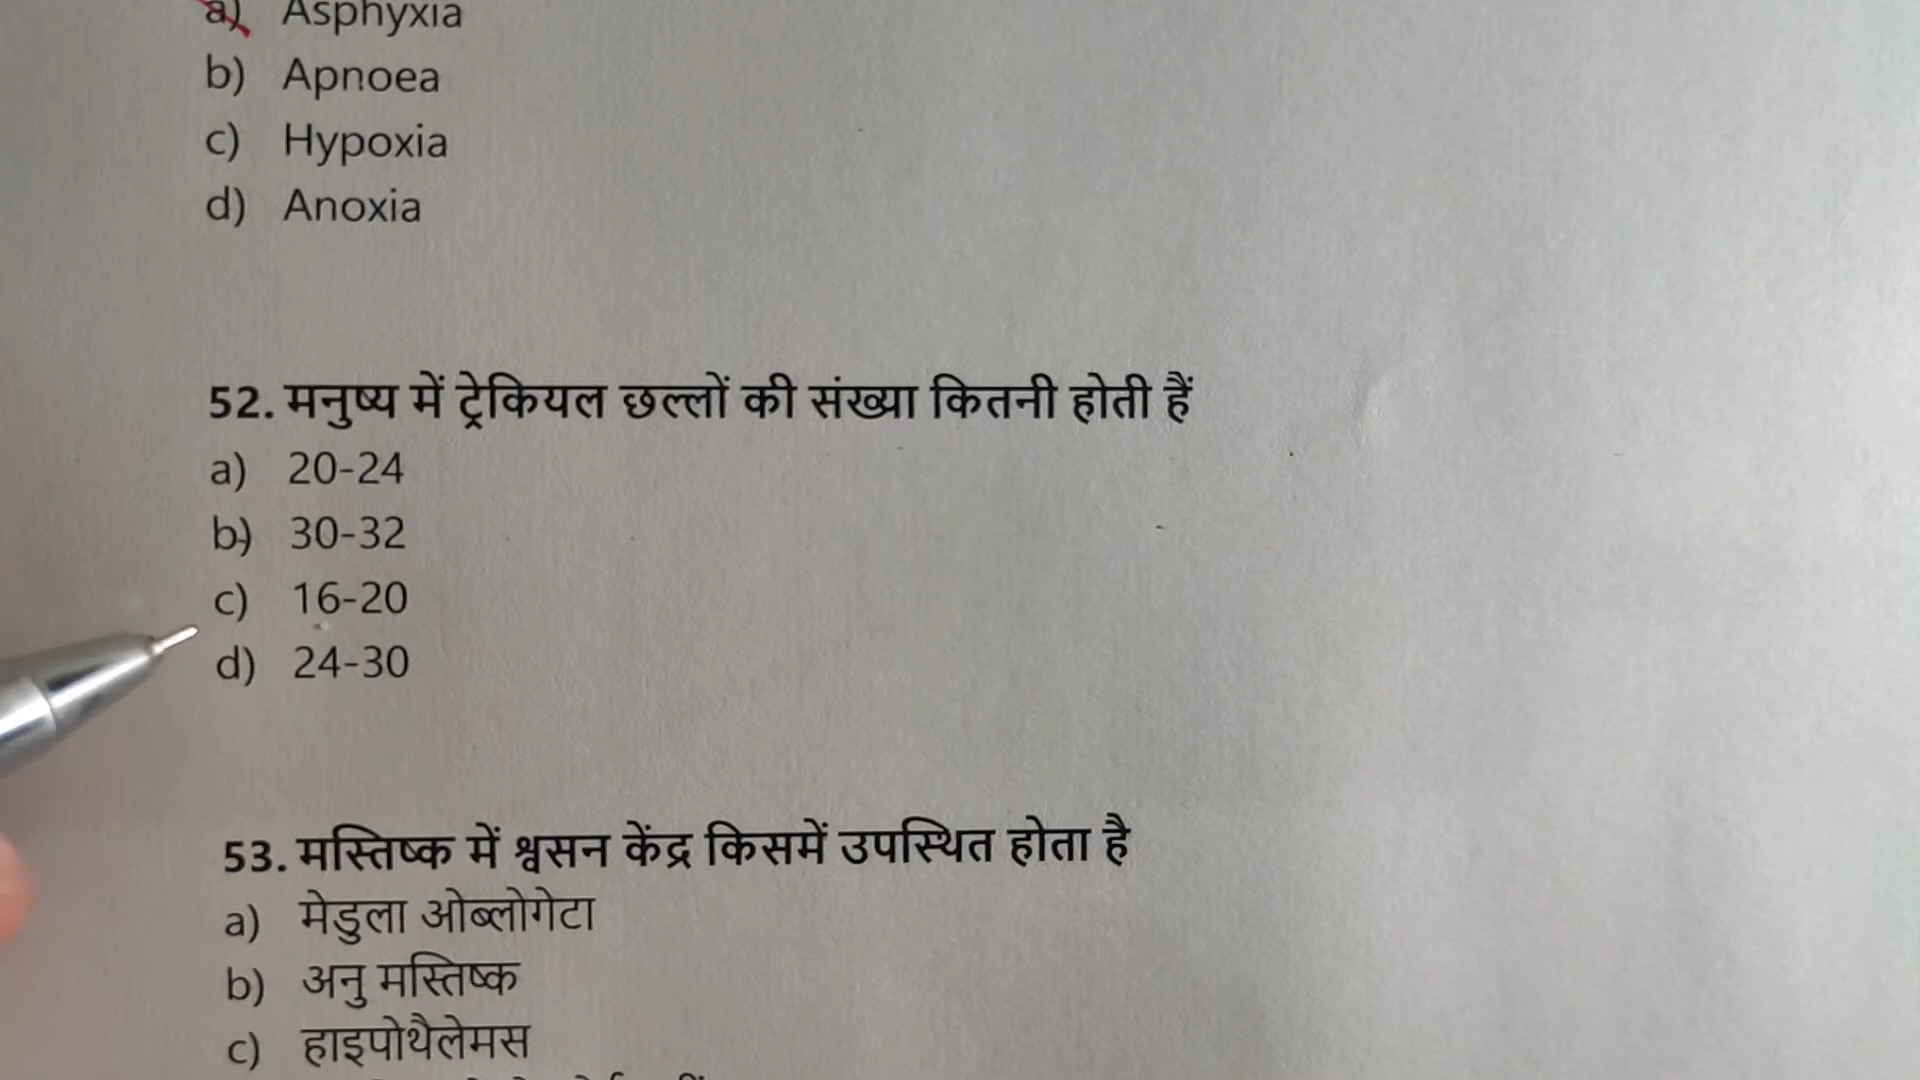 a) Asphyxia
b) Apnoea
c) Hypoxia
d) Anoxia
52. मनुष्य में ट्रेकियल छल्लों की संख्या कितनी होती हैं
a) 20-24
b) 30-32
c) 16-20
d) 24-30
53. मस्तिष्क में श्वसन केंद्र किसमें उपस्थित होता है
a) मेडुला ओब्लोगेटा
b) अनु मस्तिष्क
c) हाइपोथैलेमस